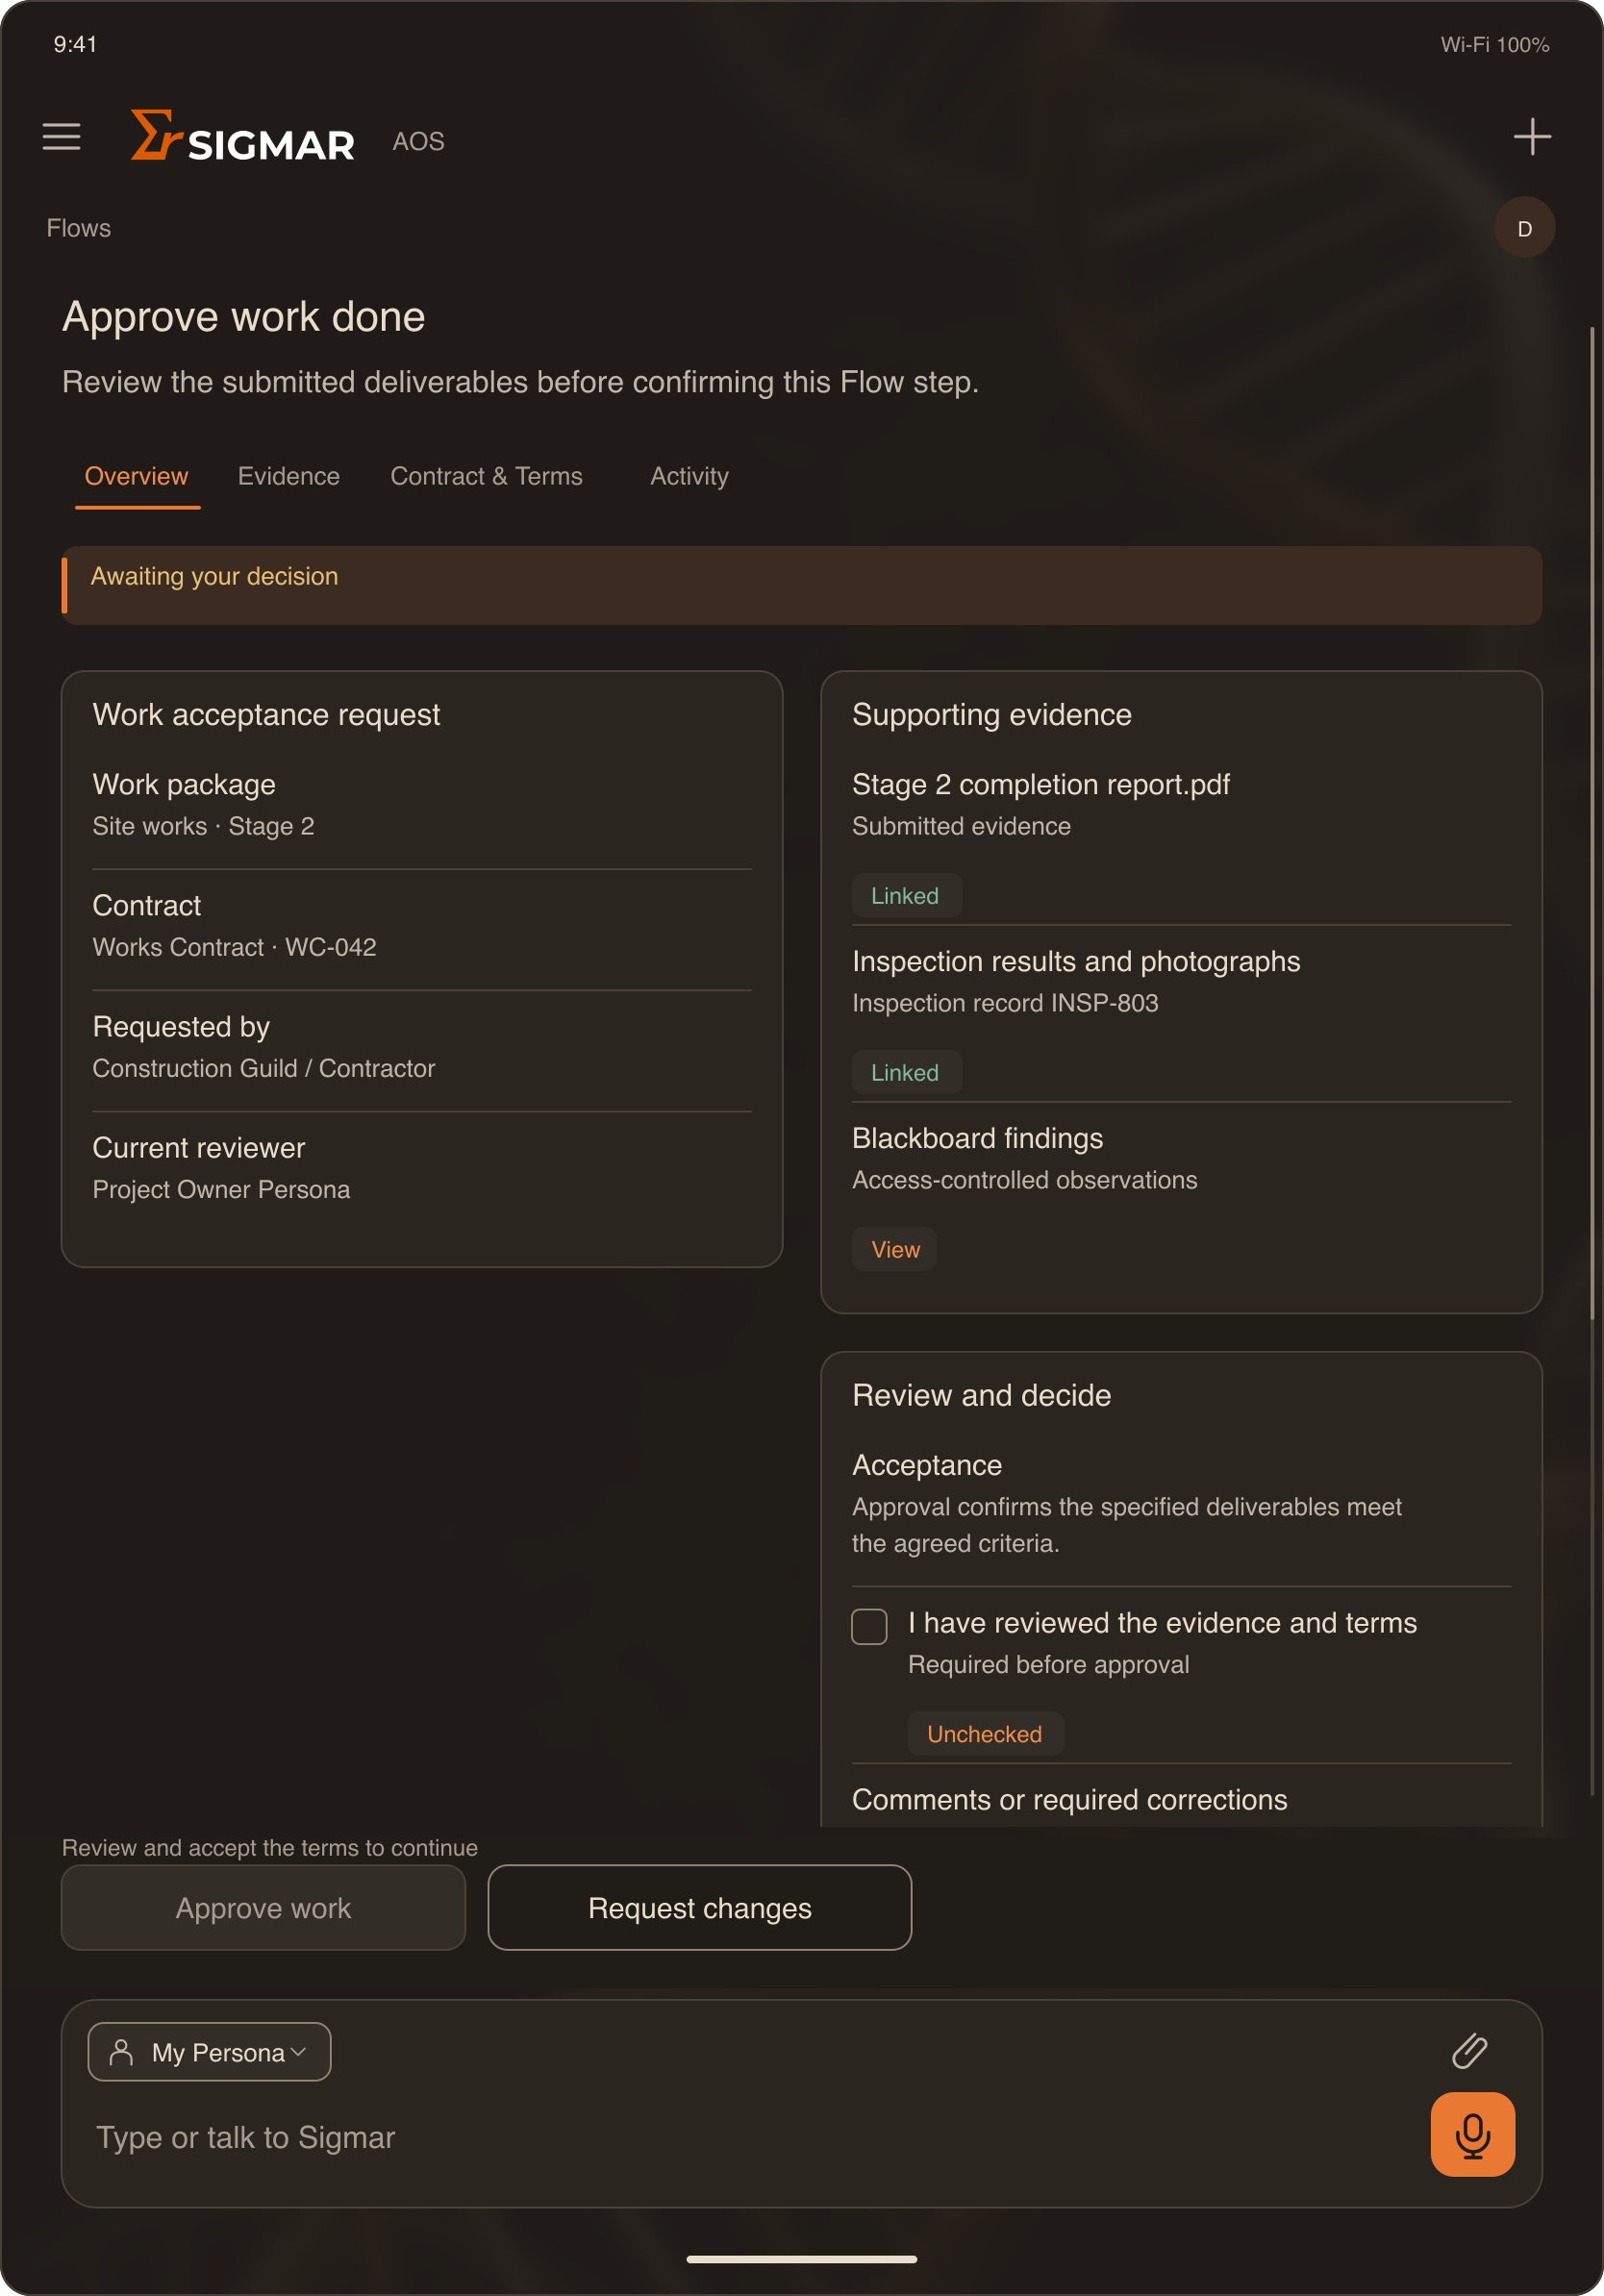 9:41
Wi-Fi 100%
Σr SIGMAR AOS
Flows
D
Approve work done
Review the submitted deliverables before confirming this Flow step.
Overview Evidence Contract & Terms Activity
Awaiting your decision
Work acceptance request
Work package
Site works · Stage 2
Contract
Works Contract · WC-042
Requested by
Construction Guild / Contractor
Current reviewer
Project Owner Persona
Supporting evidence
Stage 2 completion report.pdf
Submitted evidence
Linked
Inspection results and photographs
Inspection record INSP-803
Linked
Blackboard findings
Access-controlled observations
View
Review and decide
Acceptance
Approval confirms the specified deliverables meet
the agreed criteria.
I have reviewed the evidence and terms
Required before approval
Unchecked
Comments or required corrections
Review and accept the terms to continue
Approve work
Request changes
My Persona
Type or talk to Sigmar